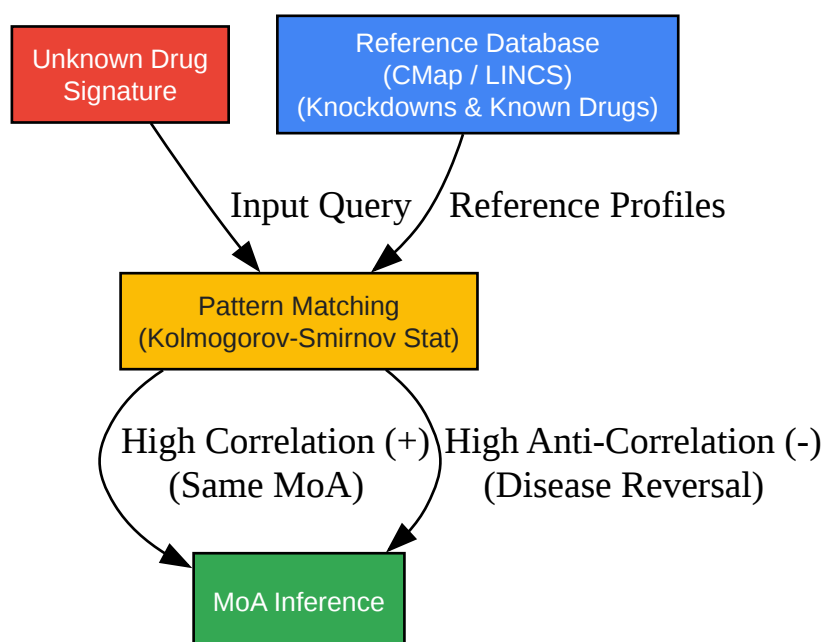 Unknown Drug
Signature
Reference Database
(CMap / LINCS)
(Knockdowns & Known Drugs)
Input Query
Reference Profiles
Pattern Matching
(Kolmogorov-Smirnov Stat)
High Correlation (+)
(Same MoA)
High Anti-Correlation (-)
(Disease Reversal)
MoA Inference